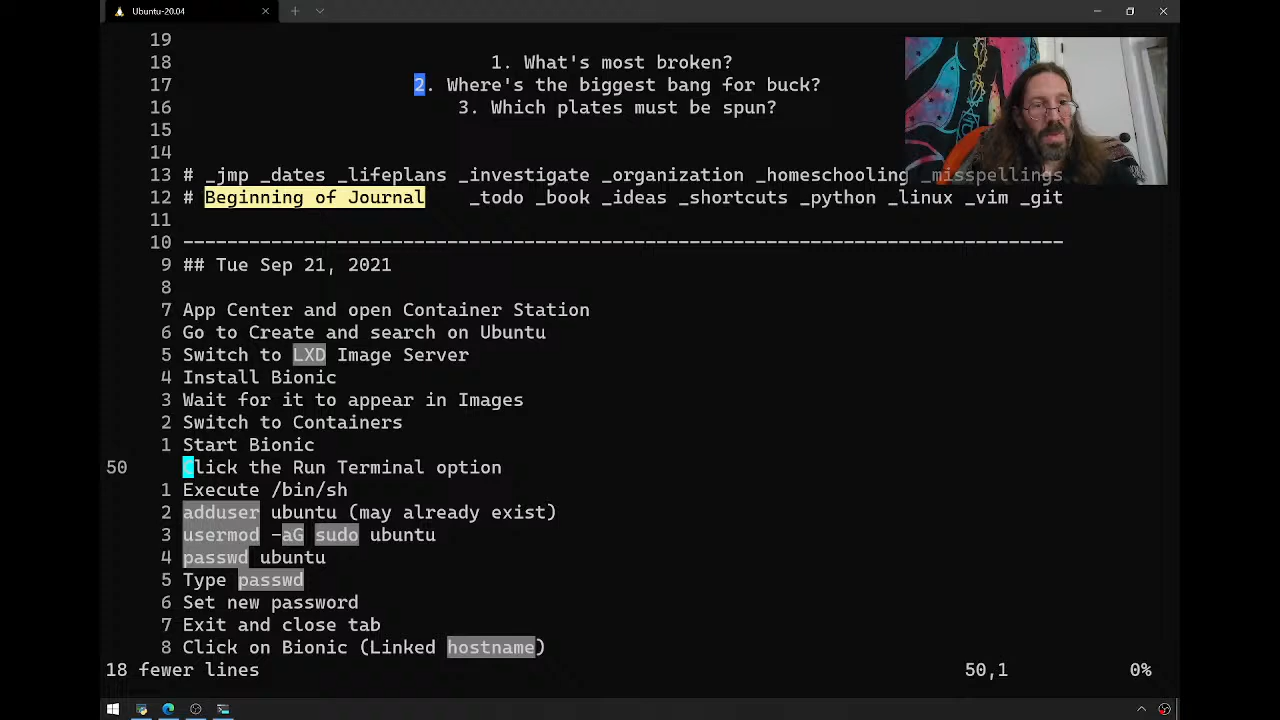 Ubuntu-20.04
19
18 1. What's most broken?
17 2. Where's the biggest bang for buck?
16 3. Which plates must be spun?
15
14
13 # _jmp _dates _lifeplans _investigate _organization _homeschooling _misspellings
12 # Beginning of Journal _todo _book _ideas _shortcuts _python _linux _vim _git
11
10 --------------------------------------------------------------------------------
9 ## Tue Sep 21, 2021
8
7 App Center and open Container Station
6 Go to Create and search on Ubuntu
5 Switch to LXD Image Server
4 Install Bionic
3 Wait for it to appear in Images
2 Switch to Containers
1 Start Bionic
50 Click the Run Terminal option
1 Execute /bin/sh
2 adduser ubuntu (may already exist)
3 usermod -aG sudo ubuntu
4 passwd ubuntu
5 Type passwd
6 Set new password
7 Exit and close tab
8 Click on Bionic (Linked hostname)
18 fewer lines 50,1 0%